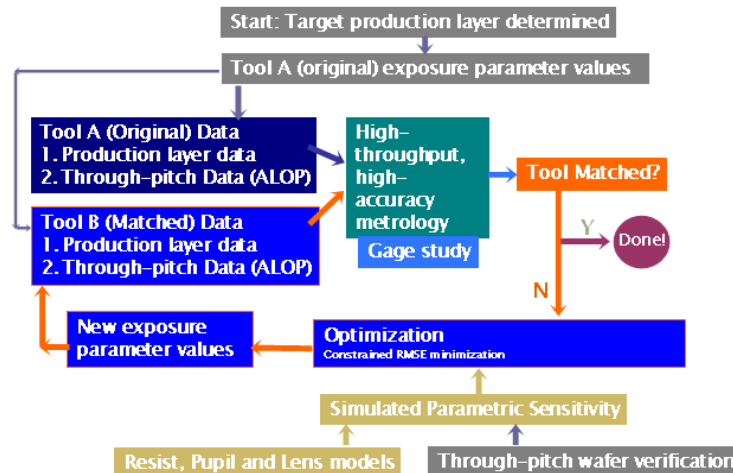 Start: Target production layer determined
Tool A (original) exposure parameter values
Tool A (Original) Data
1. Production layer data
2. Through-pitch Data (ALOP)
High-
throughput,
high-
accuracy
metrology
Gage study
Tool Matched?
Y
Done!
N
Tool B (Matched) Data
1. Production layer data
2. Through-pitch Data (ALOP)
New exposure
parameter values
Optimization
Constrained RMSE minimization
Simulated Parametric Sensitivity
Resist, Pupil and Lens models
Through-pitch wafer verification